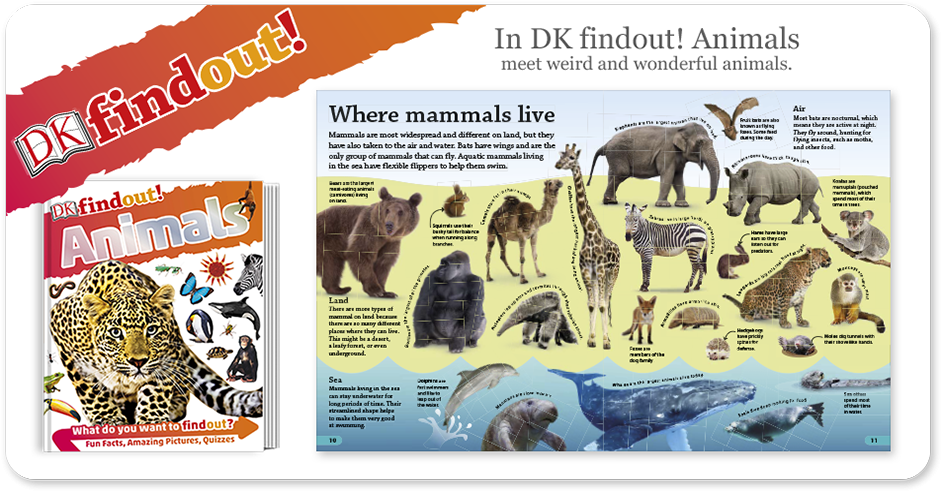 DK findout!
In DK findout! Animals
meet weird and wonderful animals.
DK findout!
Animals
What do you want to findout?
Fun Facts, Amazing Pictures, Quizzes
Where mammals live
Mammals are most widespread and different on land, but they
have also taken to the air and water. Bats have wings and are the
only group of mammals that can fly. Aquatic mammals living
in the sea have flexible flippers to help them swim.
Fruit bats are also
known as flying
foxes. Some feed
during the day.
Air
Most bats are nocturnal, which
means they are active at night.
They fly around, hunting for
flying insects, such as moths,
and other food.
Elephants are the largest animals that live on land
Bears are the largest
meat-eating animals
(carnivores) living
on land.
Squirrels use their
bushy tail for balance
when running along
branches.
Koalas are
marsupials (pouched
mammals), which
spend most of their
time in trees.
Hares have large
ears so they can
listen out for
predators.
Land
There are more types of
mammal on land because
there are so many different
places where they can live.
This might be a desert,
a leafy forest, or even
underground.
Foxes are
members of the
dog family.
Hedgehogs
have prickly
spines for
defense.
Moles dig tunnels with
their shovellike hands.
Sea
Mammals living in the sea
can stay underwater for
long periods of time. Their
streamlined shape helps
to make them very good
at swimming.
Dolphins are
fast swimmers
and like to
leap out of
the water.
Sea otters
spend most
of their time
in water.
10
11